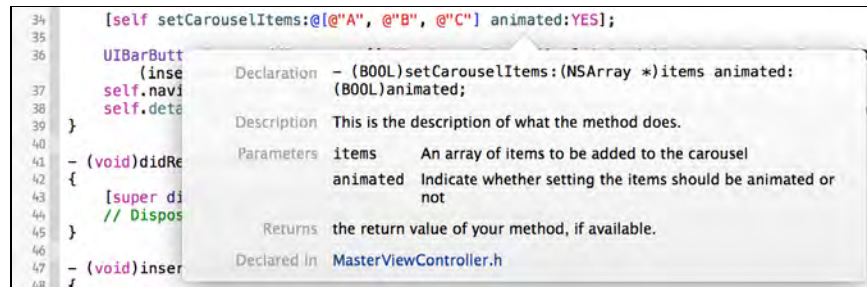 34 [self setCarouselItems:@[@"A", @"B", @"C"] animated:YES];
35
36 UIBarButt
(inse
37 self.navi
38 self.deta
39 }
40
41 - (void)didRe
42 {
43 [super di
44 // Dispos
45 }
46
47 - (void)inser
48 {
Declaration - (BOOL)setCarouselItems:(NSArray *)items animated:
(BOOL)animated;
Description This is the description of what the method does.
Parameters items An array of items to be added to the carousel
animated Indicate whether setting the items should be animated or
not
Returns the return value of your method, if available.
Declared In MasterViewController.h